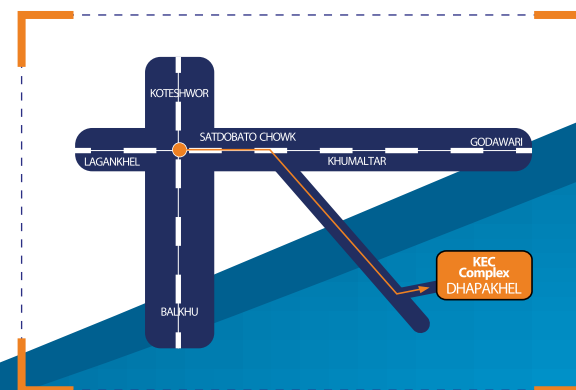 KOTESHWOR
SATDOBATO CHOWK
GODAWARI
LAGANKHEL
KHUMALTAR
KEC
Complex
DHAPAKHEL
BALKHU